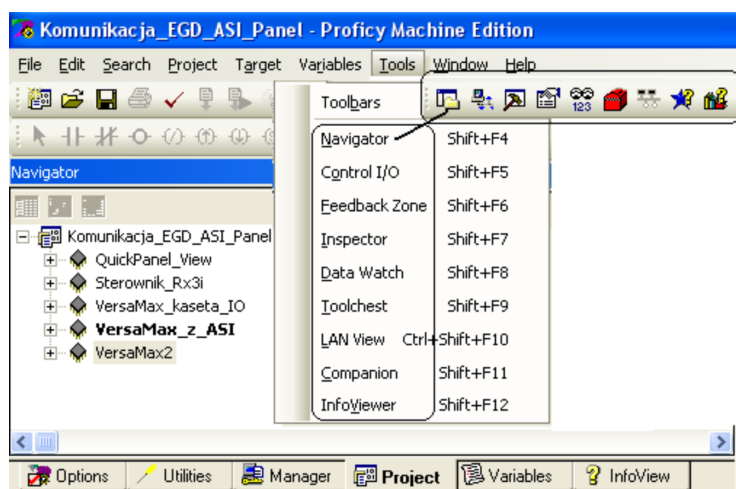 Komunikacja_EGD_ASI_Panel - Proficy Machine Edition
File Edit Search Project Target Variables Tools Window Help
Toolbars
123
Navigator Shift+F4
Control I/O Shift+F5
Feedback Zone Shift+F6
Inspector Shift+F7
Data Watch Shift+F8
Toolchest Shift+F9
LAN View Ctrl+Shift+F10
Companion Shift+F11
InfoViewer Shift+F12
Navigator
Komunikacja_EGD_ASI_Panel
QuickPanel_View
Sterownik_Rx3i
VersaMax_kaseta_IO
VersaMax_z_ASI
VersaMax2
Options Utilities Manager Project Variables InfoView